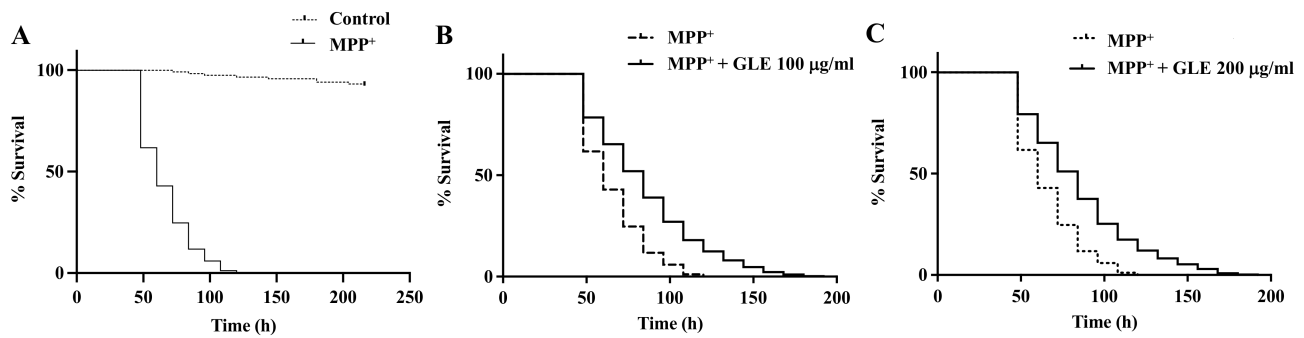 A
Control
MPP⁺
100
50
0
% Survival
0 50 100 150 200 250
Time (h)
B
MPP⁺
MPP⁺ + GLE 100 μg/ml
100
50
0
% Survival
0 50 100 150 200
Time (h)
C
MPP⁺
MPP⁺ + GLE 200 μg/ml
100
50
0
% Survival
0 50 100 150 200
Time (h)